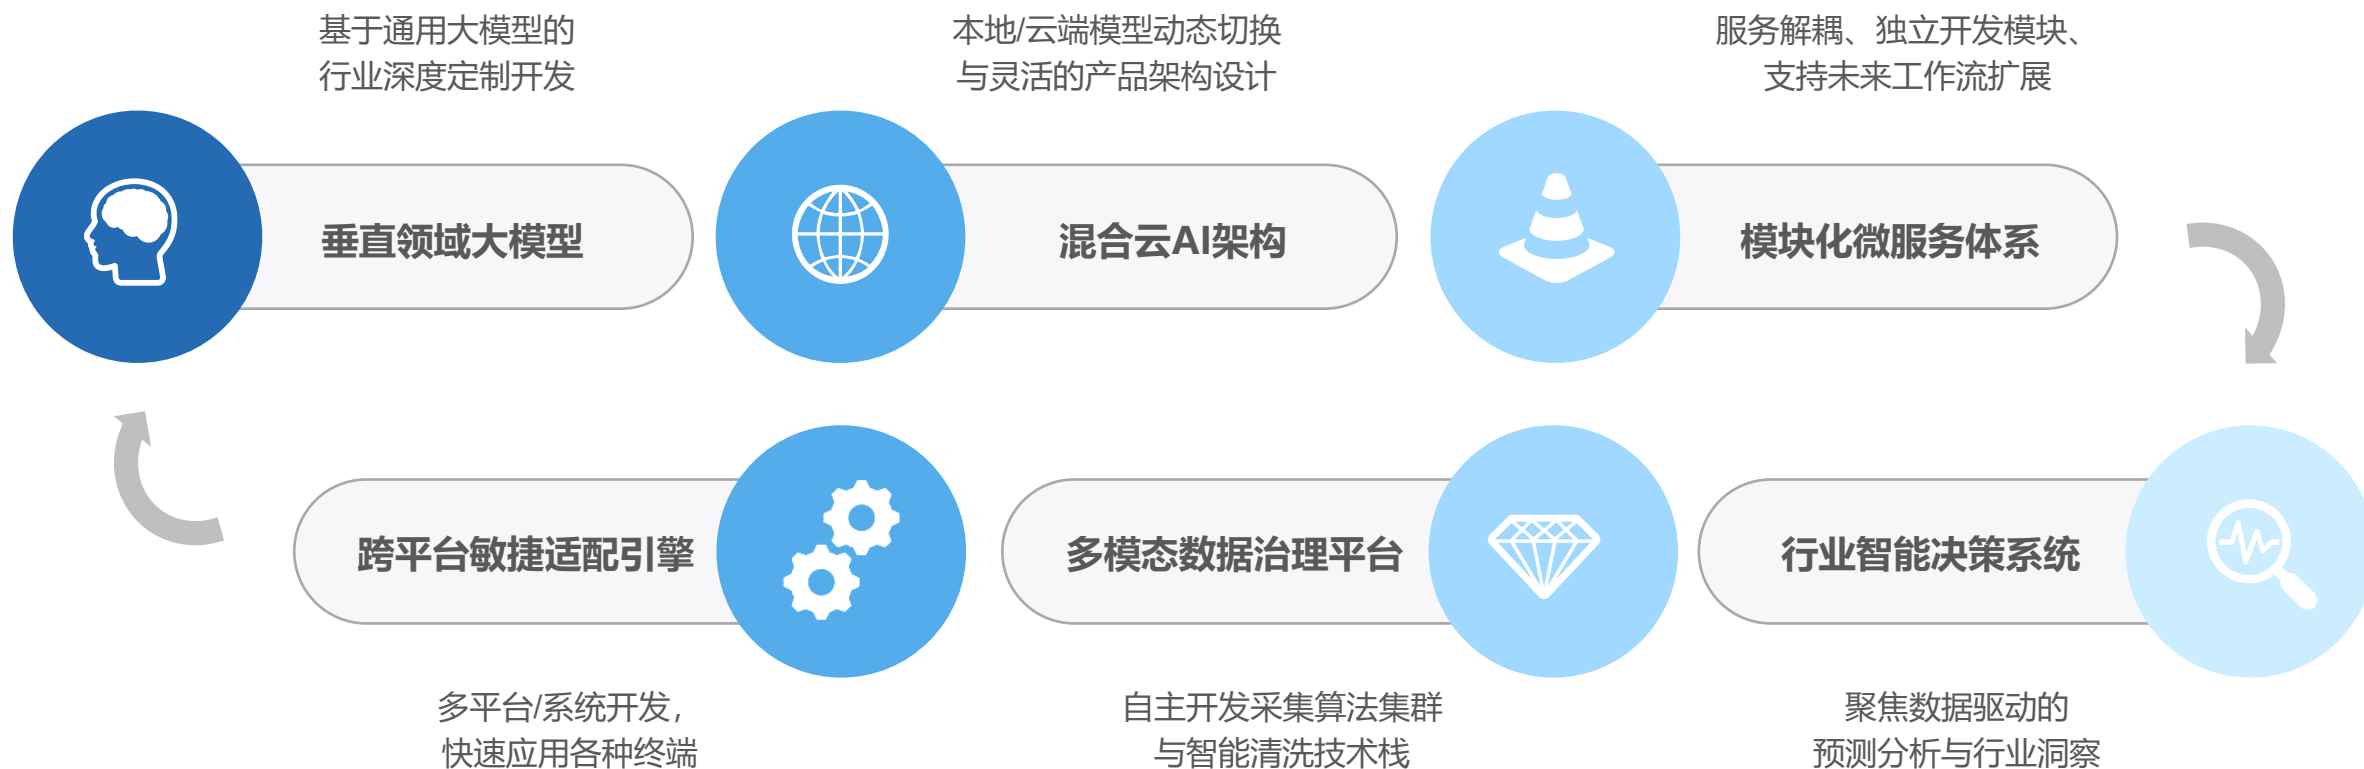 基于通用大模型的
行业深度定制开发
本地/云端模型动态切换
与灵活的产品架构设计
服务解耦、独立开发模块、
支持未来工作流扩展
垂直领域大模型
混合云AI架构
模块化微服务体系
跨平台敏捷适配引擎
多模态数据治理平台
行业智能决策系统
多平台/系统开发，
快速应用各种终端
自主开发采集算法集群
与智能清洗技术栈
聚焦数据驱动的
预测分析与行业洞察